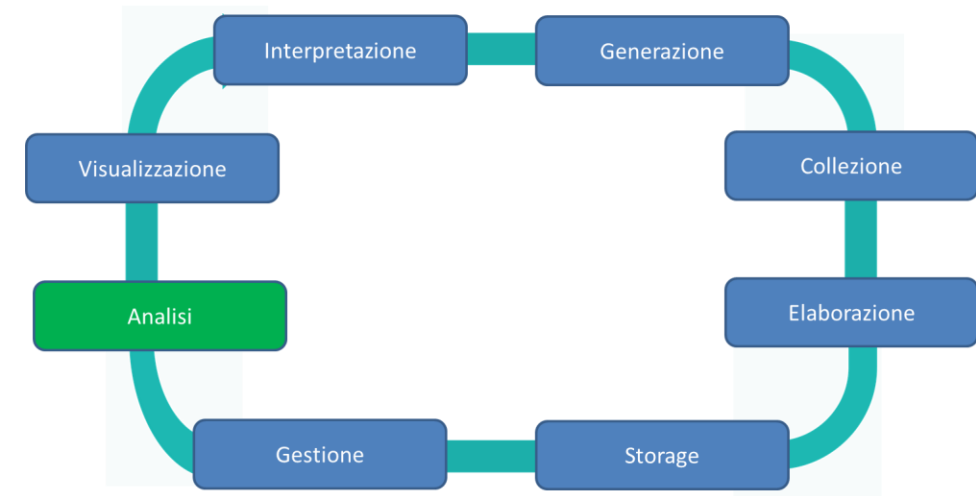 Interpretazione
Generazione
Visualizzazione
Collezione
Analisi
Elaborazione
Gestione
Storage